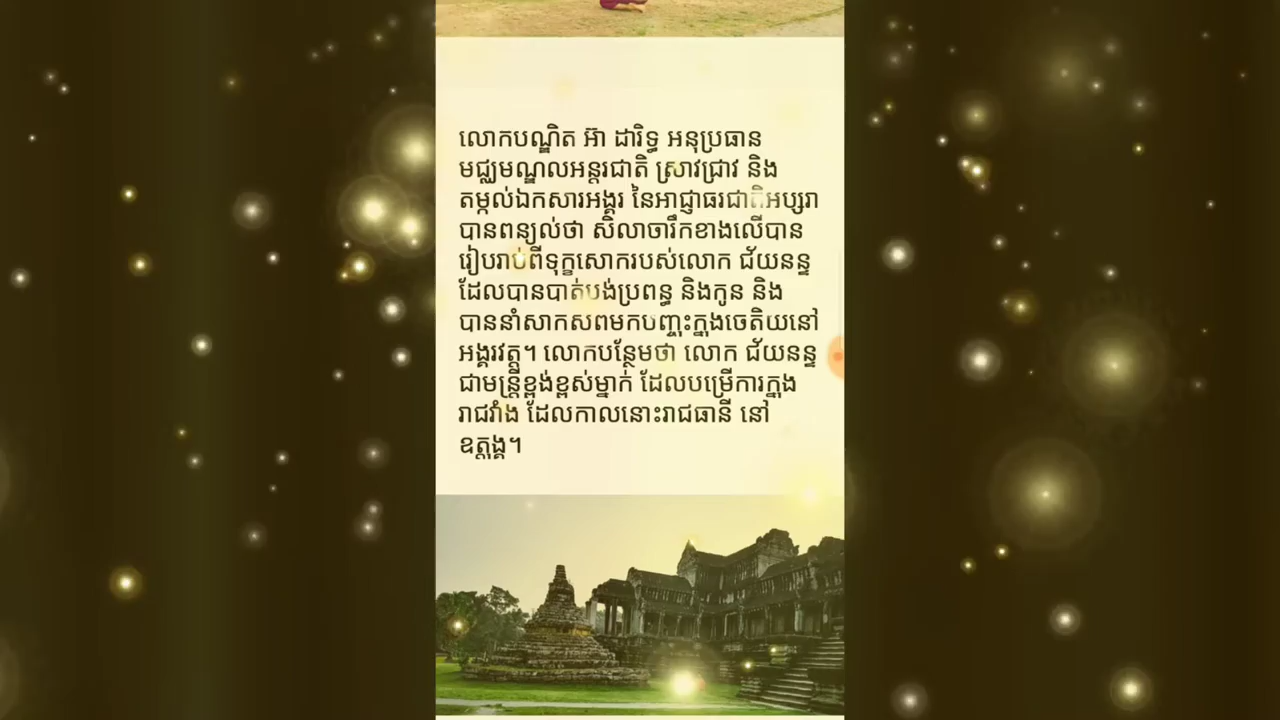 លោកបណ្ឌិត អ៊ា ដារិទ្ធ អនុប្រធាន
មជ្ឈមណ្ឌលអន្តរជាតិ ស្រាវជ្រាវ និង
តម្កល់ឯកសារអង្គរ នៃអាជ្ញាធរជាតិអប្សរា
បានពន្យល់ថា សិលាចារឹកខាងលើបាន
រៀបរាប់ពីទុក្ខសោករបស់លោក ជ័យនន្ទ
ដែលបានបាត់បង់ប្រពន្ធ និងកូន និង
បាននាំសាកសពមកបញ្ចុះក្នុងចេតិយនៅ
អង្គរវត្ត។ លោកបន្ថែមថា លោក ជ័យនន្ទ
ជាមន្ត្រីខ្ពង់ខ្ពស់ម្នាក់ ដែលបម្រើការក្នុង
រាជវាំង ដែលកាលនោះរាជធានី នៅ
ឧត្តុង្គ។